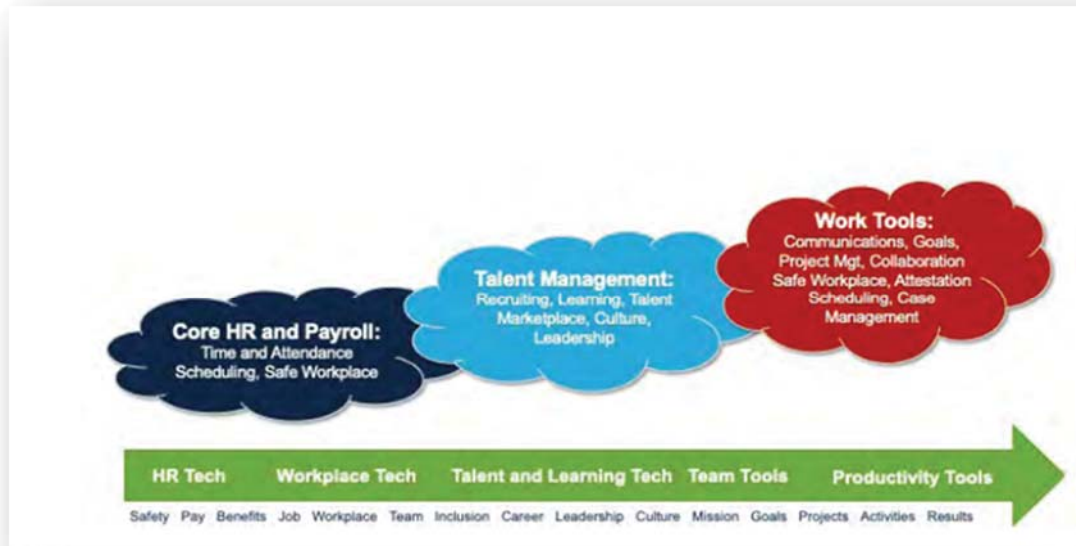 Work Tools:
Communications, Goals,
Project Mgt, Collaboration
Safe Workplace, Attestation
Scheduling, Case
Management
Talent Management:
Recruiting, Learning, Talent
Marketplace, Culture,
Leadership
Core HR and Payroll:
Time and Attendance
Scheduling, Safe Workplace
HR Tech Workplace Tech Talent and Learning Tech Team Tools Productivity Tools
Safety Pay Benefits Job Workplace Team Inclusion Career Leadership Culture Mission Goals Projects Activities Results